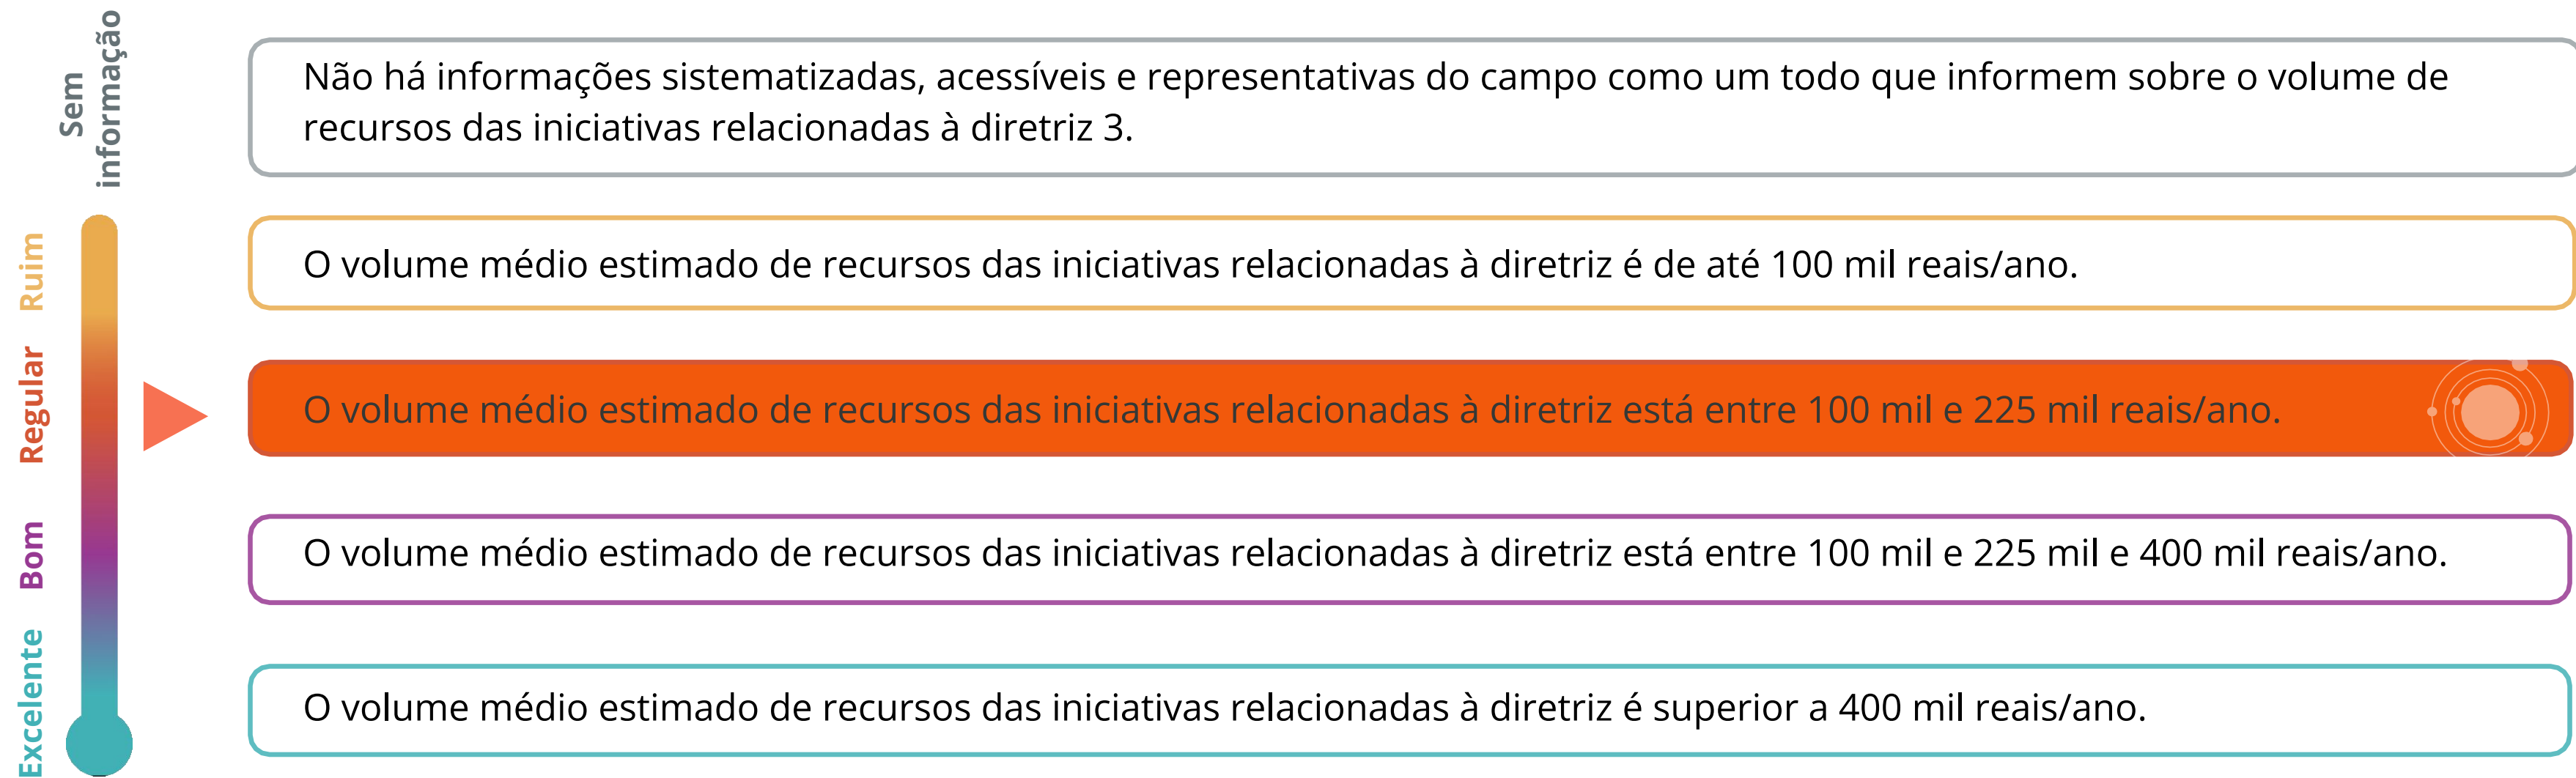 Sem
informação
Não há informações sistematizadas, acessíveis e representativas do campo como um todo que informem sobre o volume de
recursos das iniciativas relacionadas à diretriz 3.
Ruim
O volume médio estimado de recursos das iniciativas relacionadas à diretriz é de até 100 mil reais/ano.
Regular
O volume médio estimado de recursos das iniciativas relacionadas à diretriz está entre 100 mil e 225 mil reais/ano.
Bom
O volume médio estimado de recursos das iniciativas relacionadas à diretriz está entre 100 mil e 225 mil e 400 mil reais/ano.
Excelente
O volume médio estimado de recursos das iniciativas relacionadas à diretriz é superior a 400 mil reais/ano.